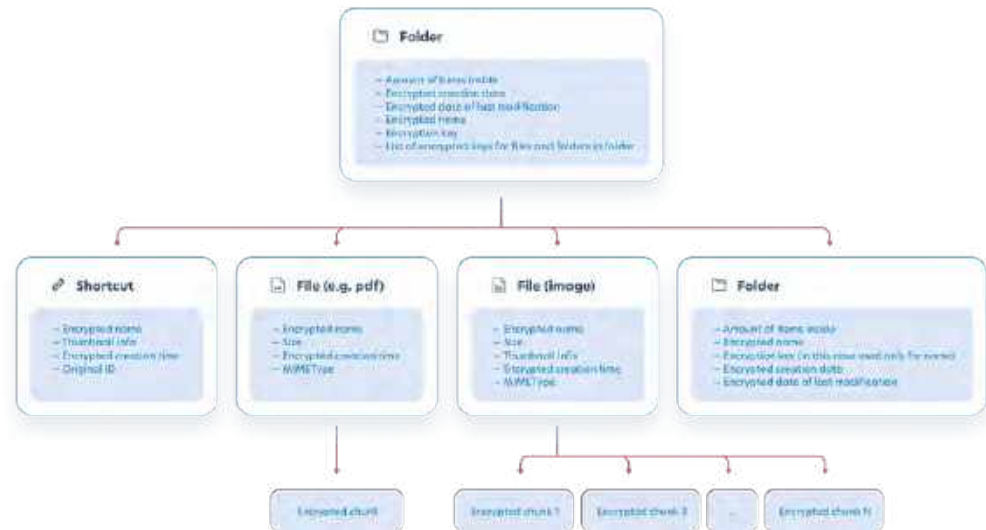 Folder
– Amount of items inside
– Encrypted creation date
– Encrypted date of last modification
– Encrypted name
– Encryption key
– List of encrypted keys for files and folders in folder
Shortcut
– Encrypted name
– Thumbnail info
– Encrypted creation time
– Original ID
File (e.g. pdf)
– Encrypted name
– Size
– Encrypted creation time
– MIMEType
File (image)
– Encrypted name
– Size
– Thumbnail info
– Encrypted creation time
– MIMEType
Folder
– Amount of items inside
– Encrypted name
– Encryption key (in this case used only for name)
– Encrypted creation date
– Encrypted date of last modification
Encrypted chunk
Encrypted chunk 1
Encrypted chunk 2
...
Encrypted chunk N